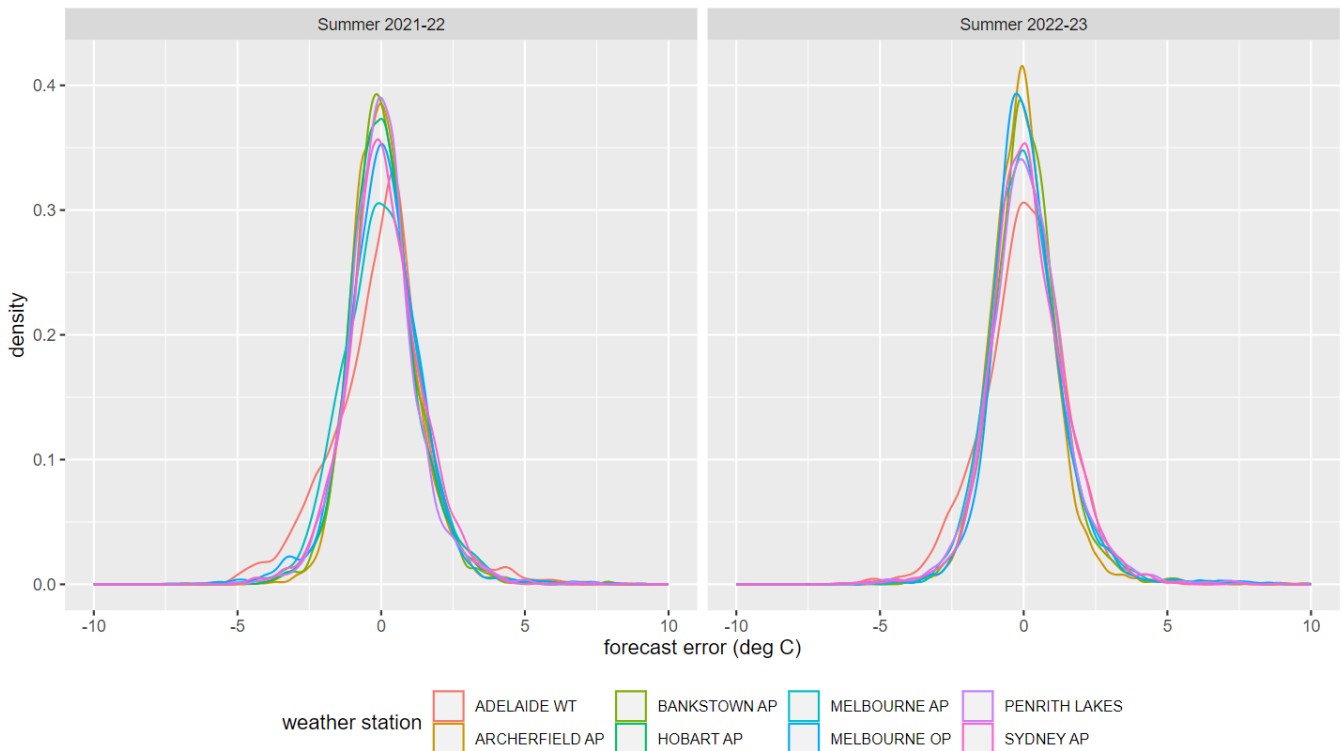 Summer 2021-22
Summer 2022-23
density
0.4
0.3
0.2
0.1
0.0
-10 -5 0 5 10
-10 -5 0 5 10
forecast error (deg C)
weather station
ADELAIDE WT BANKSTOWN AP MELBOURNE AP PENRITH LAKES
ARCHERFIELD AP HOBART AP MELBOURNE OP SYDNEY AP